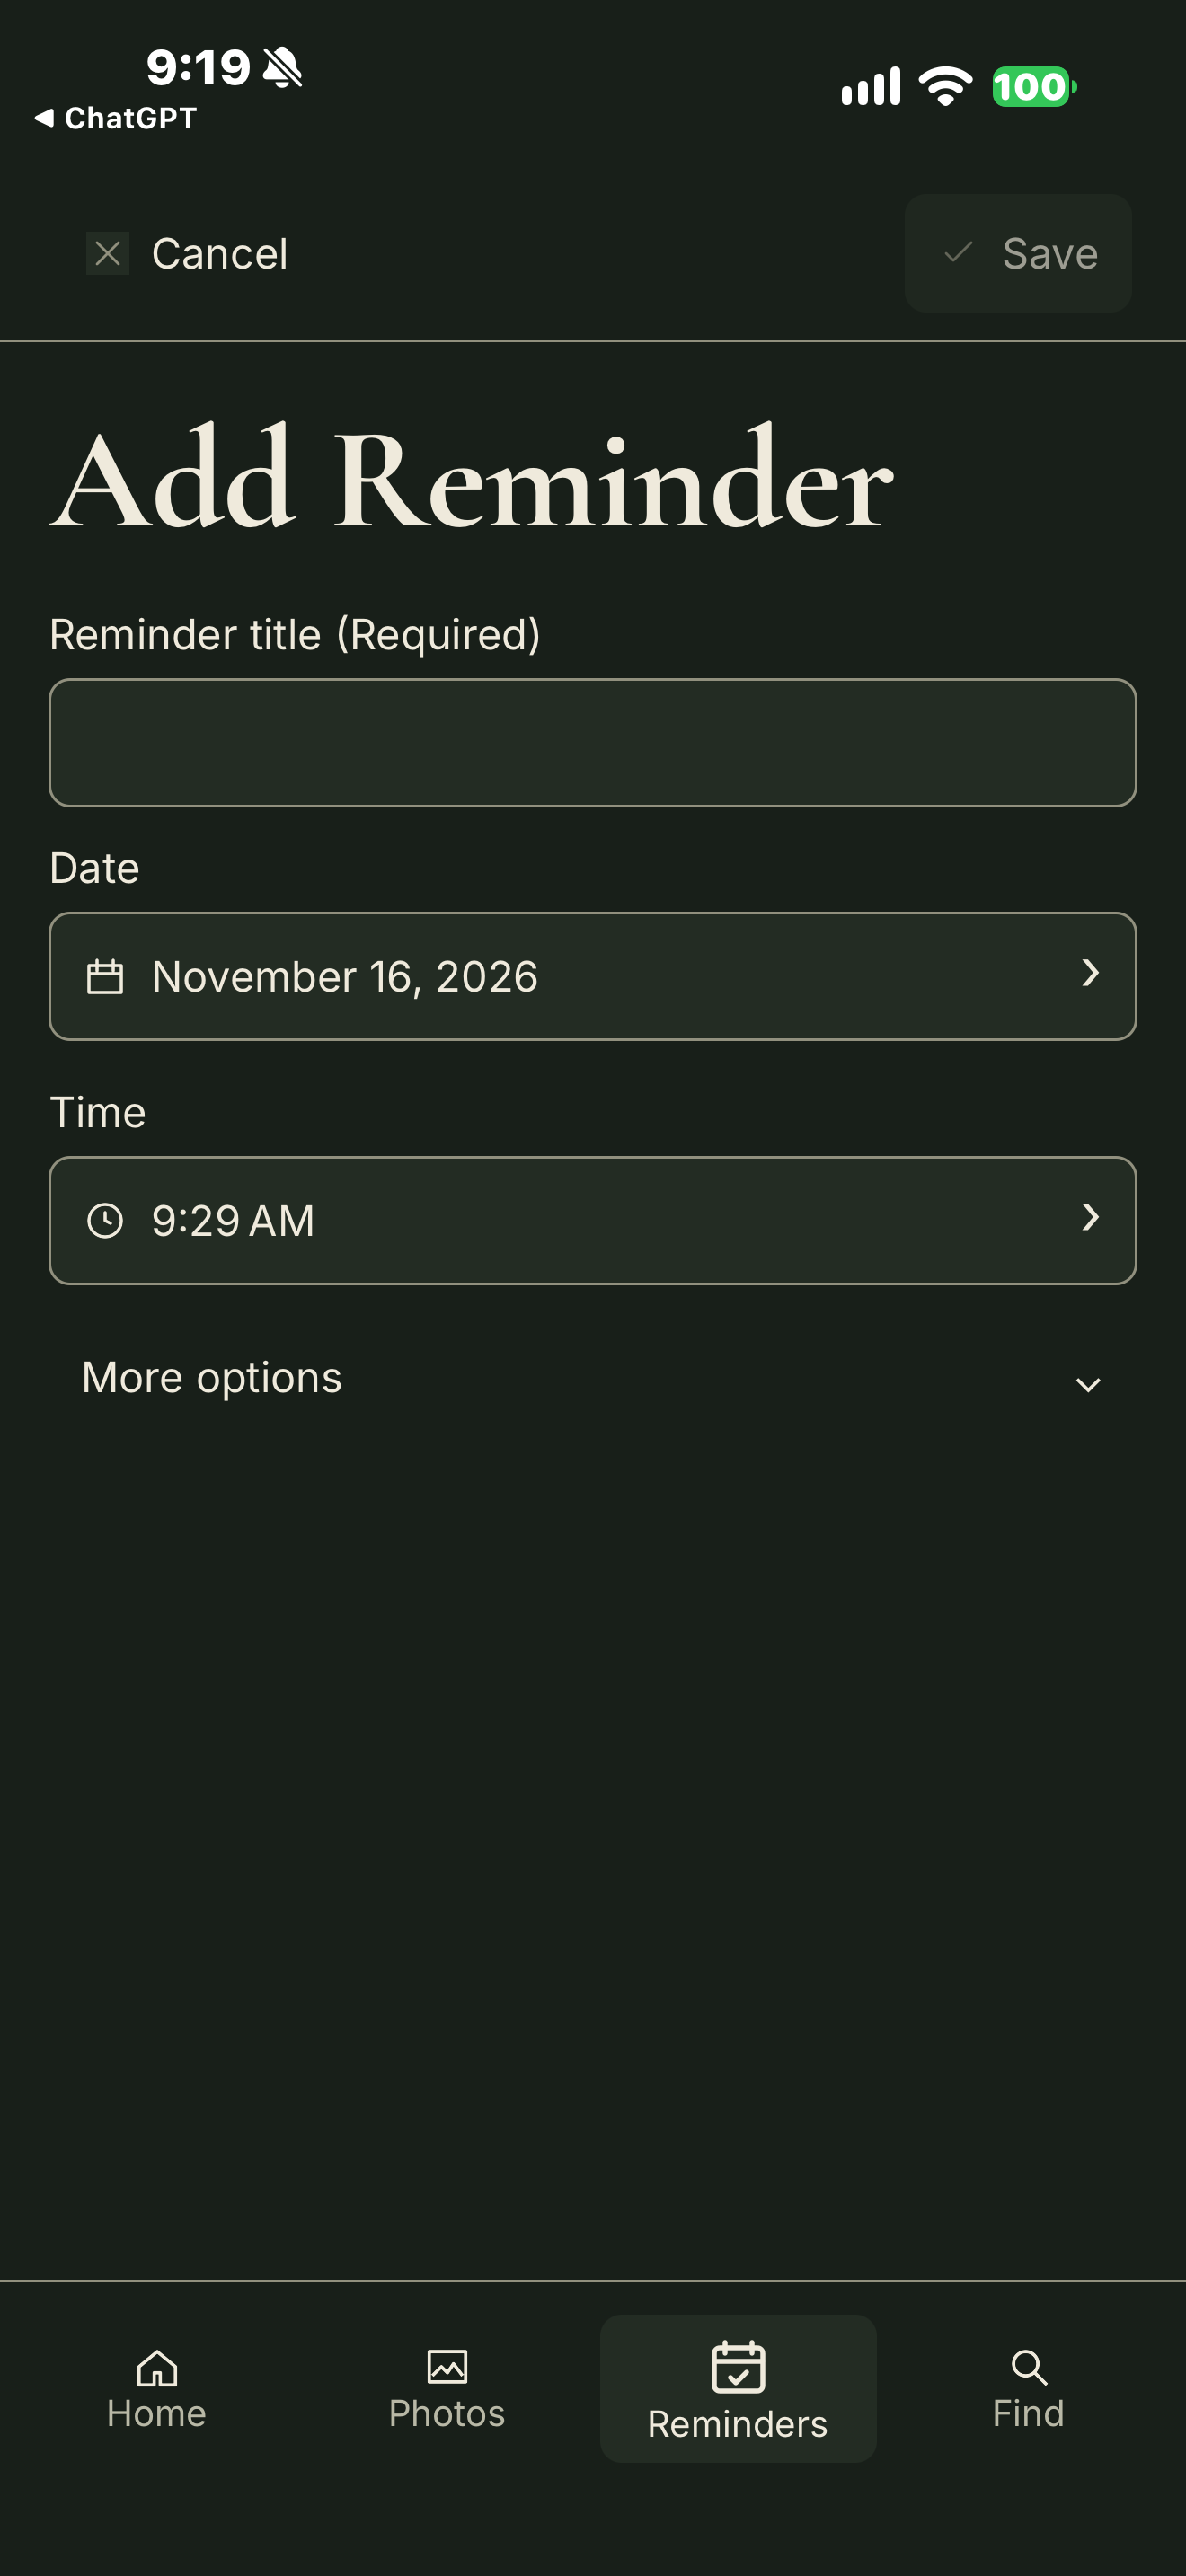 9:19
100
ChatGPT
Cancel
Save
Add Reminder
Reminder title (Required)
Date
November 16, 2026
Time
9:29 AM
More options
Home
Photos
Reminders
Find